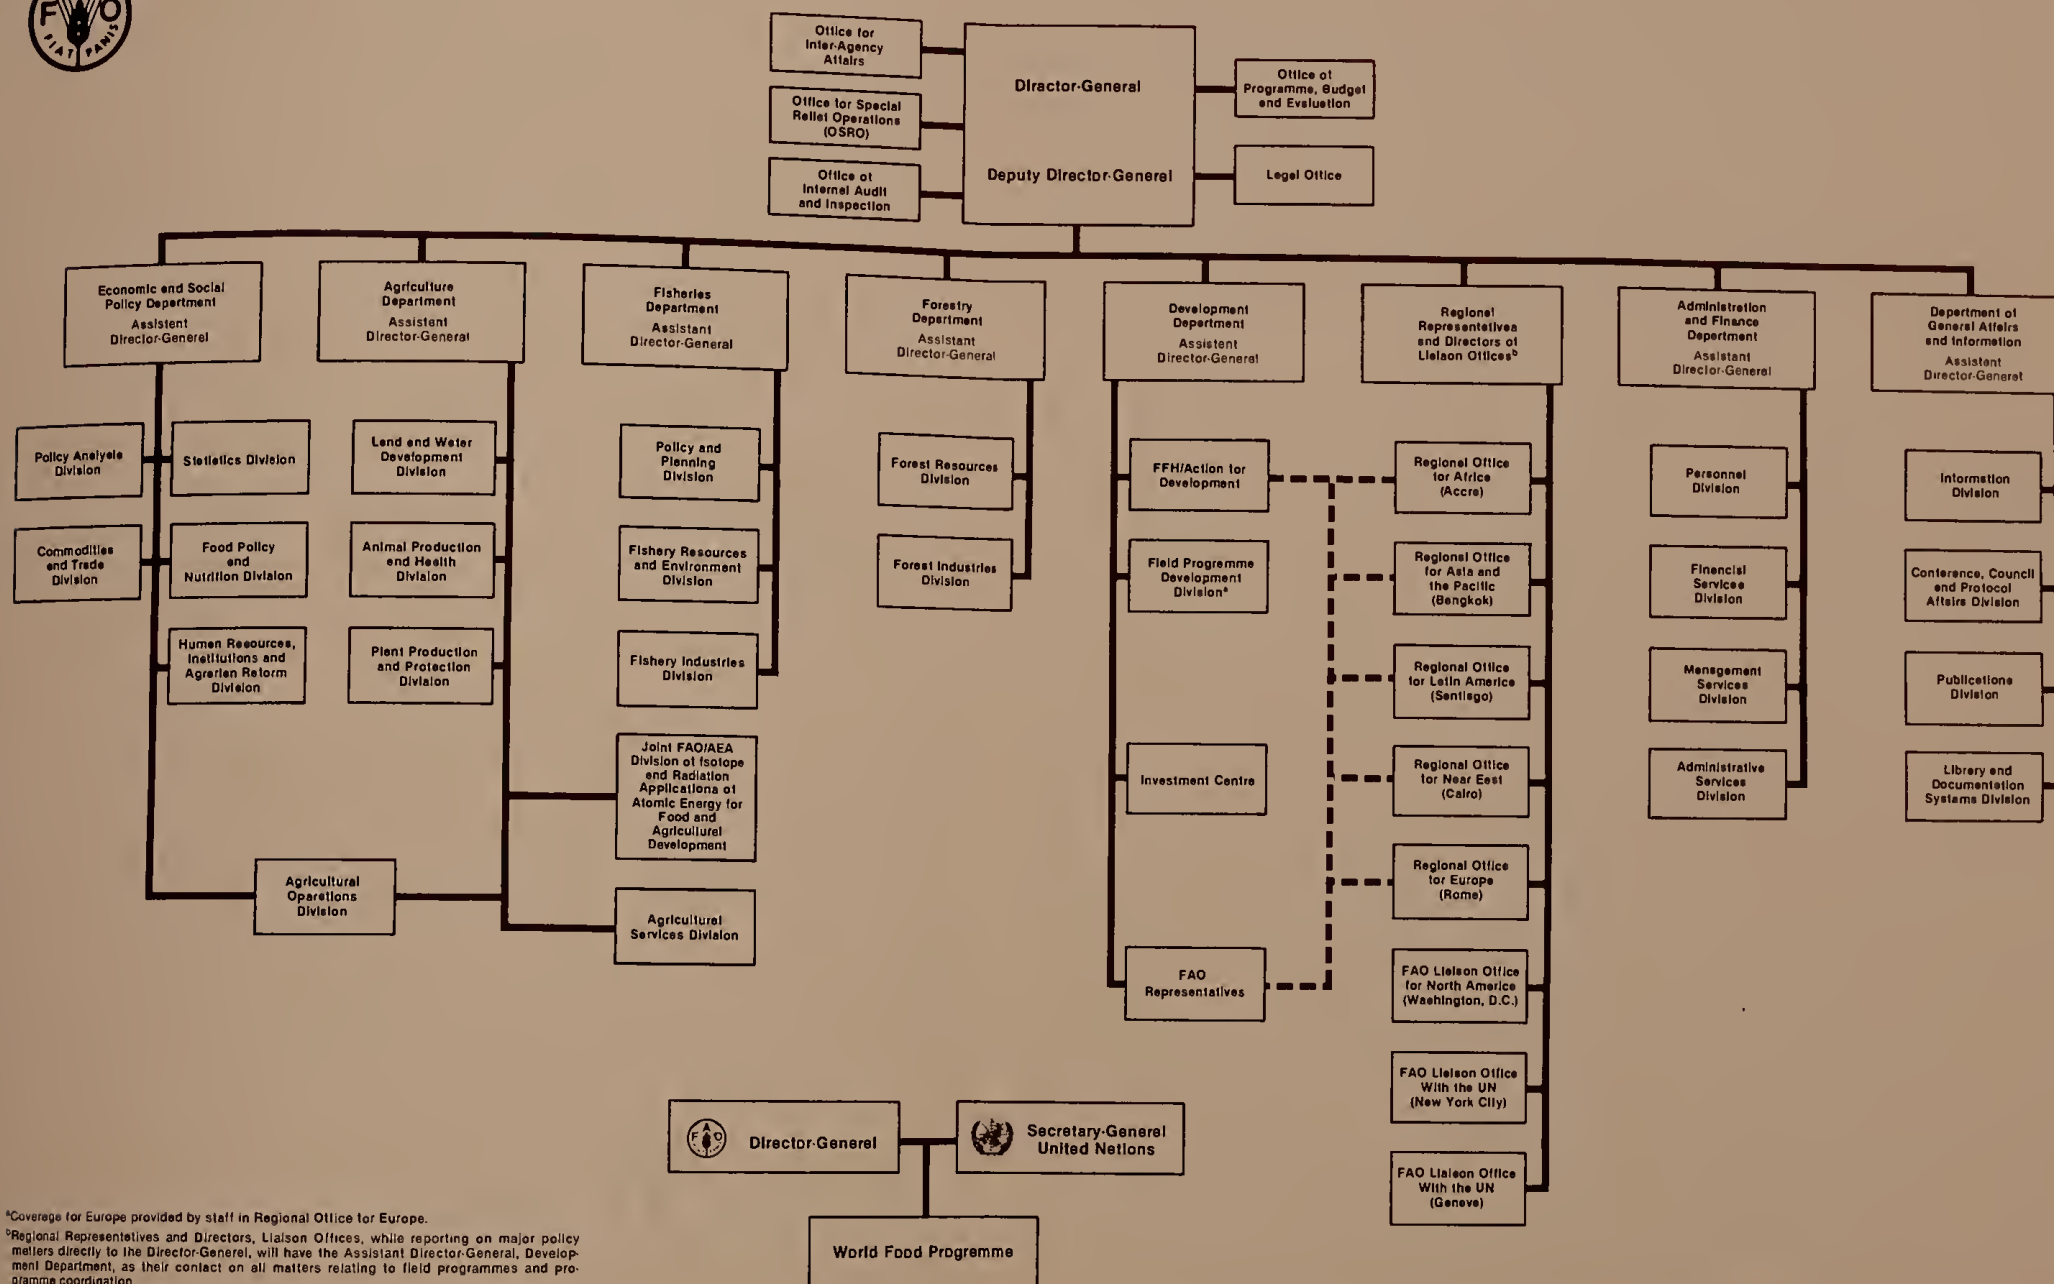 F O
FIAT PANIS
Office for
Inter-Agency
Affairs
Office for Special
Relief Operations
(OSRO)
Office of
Internal Audit
and Inspection
Director-General
Deputy Director-General
Office of
Programme, Budget
and Evaluation
Legal Office
Economic and Social
Policy Department
Assistant
Director-General
Agriculture
Department
Assistant
Director-General
Fisheries
Department
Assistant
Director-General
Forestry
Department
Assistant
Director-General
Development
Department
Assistant
Director-General
Regional
Representatives
and Directors of
Liaison Offices^b
Administration
and Finance
Department
Assistant
Director-General
Department of
General Affairs
and Information
Assistant
Director-General
Policy Analysis
Division
Statistics Division
Commodities
and Trade
Division
Food Policy
and
Nutrition Division
Human Resources,
Institutions and
Agrarian Reform
Division
Land and Water
Development
Division
Animal Production
and Health
Division
Plant Production
and Protection
Division
Agricultural
Operations
Division
Policy and
Planning
Division
Fishery Resources
and Environment
Division
Fishery Industries
Division
Joint FAO/AEA
Division of Isotope
and Radiation
Applications of
Atomic Energy for
Food and
Agricultural
Development
Agricultural
Services Division
Forest Resources
Division
Forest Industries
Division
FFH/Action for
Development
Field Programme
Development
Division^a
Investment Centre
FAO
Representatives
Regional Office
for Africa
(Accra)
Regional Office
for Asia and
the Pacific
(Bangkok)
Regional Office
for Latin America
(Santiago)
Regional Office
for Near East
(Cairo)
Regional Office
for Europe
(Rome)
FAO Liaison Office
for North America
(Washington, D.C.)
FAO Liaison Office
With the UN
(New York City)
FAO Liaison Office
With the UN
(Geneva)
Personnel
Division
Financial
Services
Division
Management
Services
Division
Administrative
Services
Division
Information
Division
Conference, Council
and Protocol
Affairs Division
Publications
Division
Library and
Documentation
Systems Division
F A O
Director-General
Secretary-General
United Nations
World Food Programme
^aCoverage for Europe provided by staff in Regional Office for Europe.
^bRegional Representatives and Directors, Liaison Offices, while reporting on major policy
matters directly to the Director-General, will have the Assistant Director-General, Develop-
ment Department, as their contact on all matters relating to field programmes and pro-
gramme coordination